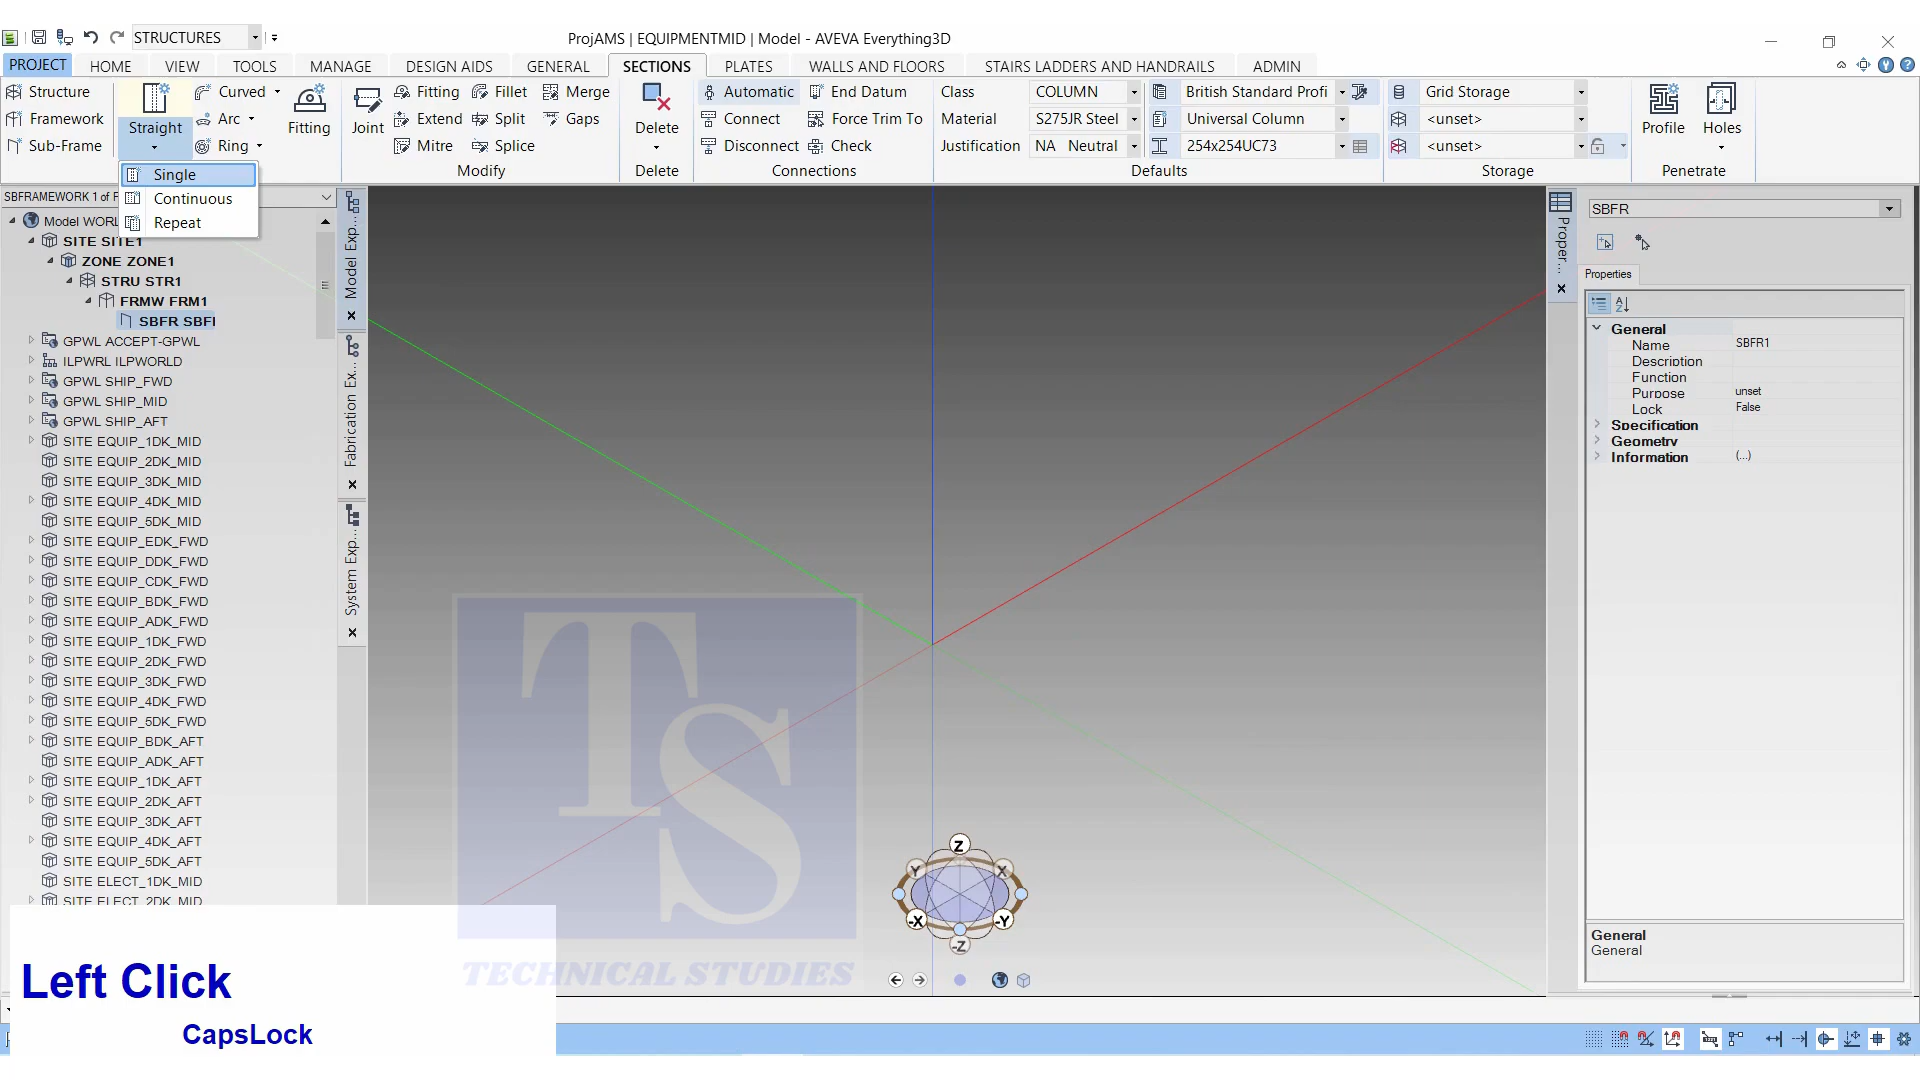 STRUCTURES
ProjAMS | EQUIPMENTMID | Model - AVEVA Everything3D
PROJECT HOME VIEW TOOLS MANAGE DESIGN AIDS GENERAL SECTIONS PLATES WALLS AND FLOORS STAIRS LADDERS AND HANDRAILS ADMIN
Structure
Framework
Sub-Frame
Straight
Curved
Arc
Ring
Fitting
Joint
Fitting Fillet Merge
Extend Split Gaps
Mitre Splice
Modify
Delete
Delete
Automatic End Datum
Connect Force Trim To
Disconnect Check
Connections
Class COLUMN British Standard Profi
Material S275JR Steel Universal Column
Justification NA Neutral 254x254UC73
Defaults
Grid Storage
<unset>
<unset>
Storage
Profile Holes
Penetrate
Single
Continuous
Repeat
SBFRAMEWORK 1 of F
Model WORL
SITE SITE1
ZONE ZONE1
STRU STR1
FRMW FRM1
SBFR SBFI
GPWL ACCEPT-GPWL
ILPWRL ILPWORLD
GPWL SHIP_FWD
GPWL SHIP_MID
GPWL SHIP_AFT
SITE EQUIP_1DK_MID
SITE EQUIP_2DK_MID
SITE EQUIP_3DK_MID
SITE EQUIP_4DK_MID
SITE EQUIP_5DK_MID
SITE EQUIP_EDK_FWD
SITE EQUIP_DDK_FWD
SITE EQUIP_CDK_FWD
SITE EQUIP_BDK_FWD
SITE EQUIP_ADK_FWD
SITE EQUIP_1DK_FWD
SITE EQUIP_2DK_FWD
SITE EQUIP_3DK_FWD
SITE EQUIP_4DK_FWD
SITE EQUIP_5DK_FWD
SITE EQUIP_BDK_AFT
SITE EQUIP_ADK_AFT
SITE EQUIP_1DK_AFT
SITE EQUIP_2DK_AFT
SITE EQUIP_3DK_AFT
SITE EQUIP_4DK_AFT
SITE EQUIP_5DK_AFT
SITE ELECT_1DK_MID
SITE ELECT_2DK_MID
Model Exp...
Fabrication Ex...
System Exp...
TS
TECHNICAL STUDIES
Z
Y X
-X -Y
-Z
Proper...
SBFR
Properties
General
Name SBFR1
Description
Function
Purpose unset
Lock False
Specification
Geometry
Information (...)
General
General
Left Click
CapsLock